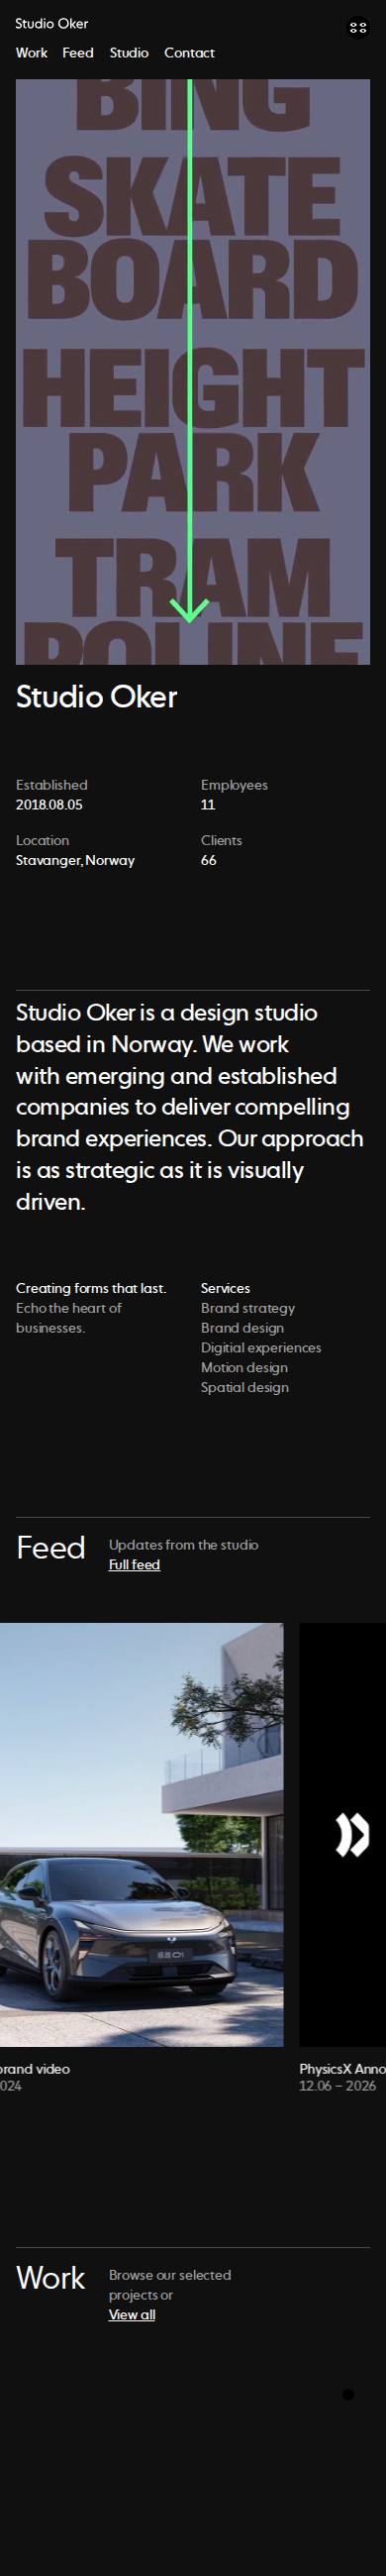 Studio Oker
Work Feed Studio Contact
BING
SKATE
BOARD
HEIGHT
PARK
TRAM
POLINE
Studio Oker
Established
2018.08.05
Employees
11
Location
Stavanger, Norway
Clients
66
Studio Oker is a design studio
based in Norway. We work
with emerging and established
companies to deliver compelling
brand experiences. Our approach
is as strategic as it is visually
driven.
Creating forms that last.
Echo the heart of
businesses.
Services
Brand strategy
Brand design
Digitial experiences
Motion design
Spatial design
Feed
Updates from the studio
Full feed
brand video
024
PhysicsX Anno
12.06 – 2026
Work
Browse our selected
projects or
View all